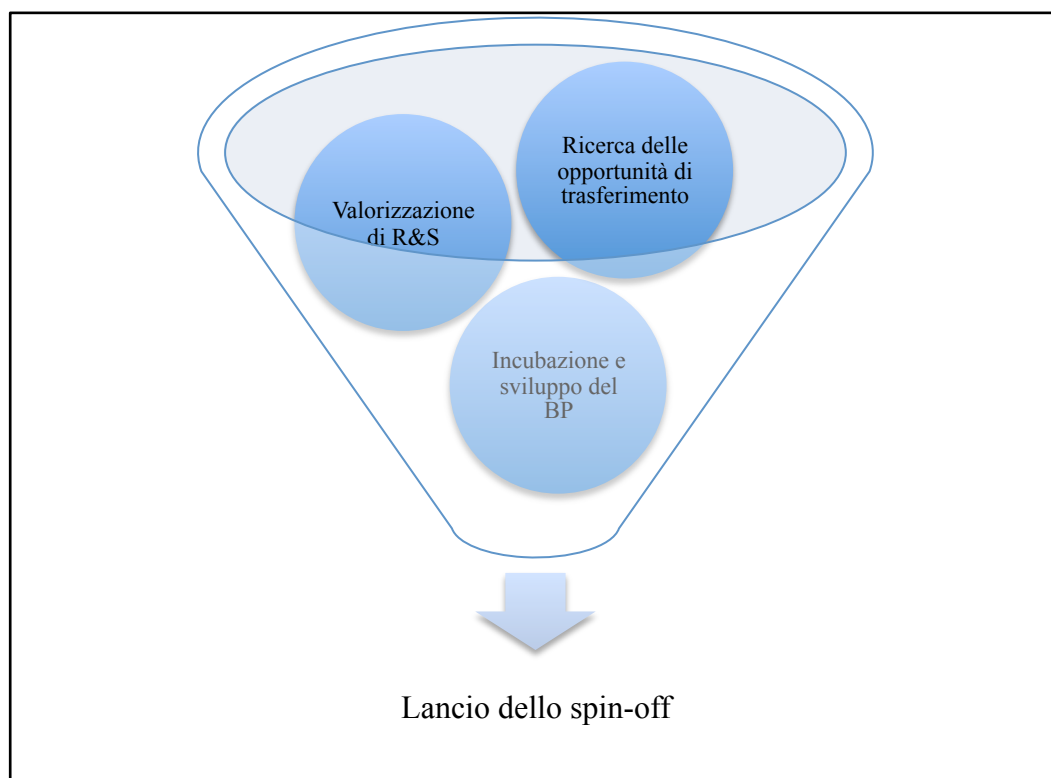 Ricerca delle
opportunità di
trasferimento
Valorizzazione
di R&S
Incubazione e
sviluppo del
BP
Lancio dello spin-off